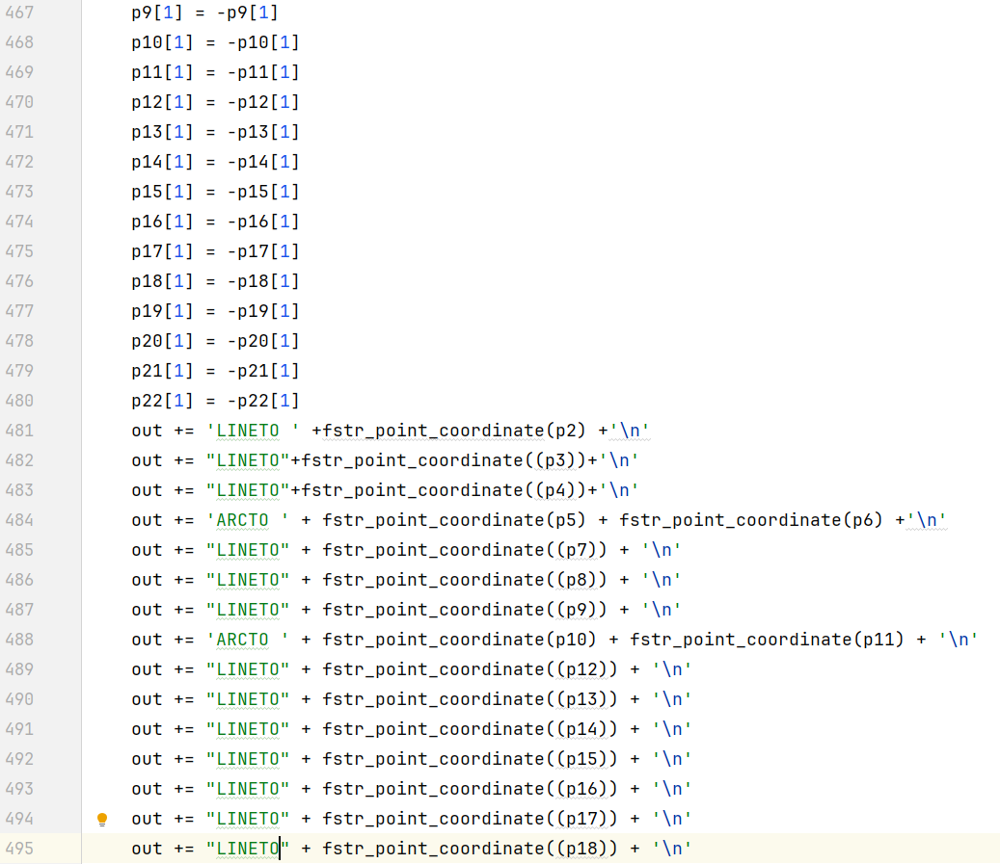 467 p9[1] = -p9[1]
468 p10[1] = -p10[1]
469 p11[1] = -p11[1]
470 p12[1] = -p12[1]
471 p13[1] = -p13[1]
472 p14[1] = -p14[1]
473 p15[1] = -p15[1]
474 p16[1] = -p16[1]
475 p17[1] = -p17[1]
476 p18[1] = -p18[1]
477 p19[1] = -p19[1]
478 p20[1] = -p20[1]
479 p21[1] = -p21[1]
480 p22[1] = -p22[1]
481 out += 'LINETO ' +fstr_point_coordinate(p2) +'\n'
482 out += "LINETO"+fstr_point_coordinate((p3))+'\n'
483 out += "LINETO"+fstr_point_coordinate((p4))+'\n'
484 out += 'ARCTO ' + fstr_point_coordinate(p5) + fstr_point_coordinate(p6) +'\n'
485 out += "LINETO" + fstr_point_coordinate((p7)) + '\n'
486 out += "LINETO" + fstr_point_coordinate((p8)) + '\n'
487 out += "LINETO" + fstr_point_coordinate((p9)) + '\n'
488 out += 'ARCTO ' + fstr_point_coordinate(p10) + fstr_point_coordinate(p11) + '\n'
489 out += "LINETO" + fstr_point_coordinate((p12)) + '\n'
490 out += "LINETO" + fstr_point_coordinate((p13)) + '\n'
491 out += "LINETO" + fstr_point_coordinate((p14)) + '\n'
492 out += "LINETO" + fstr_point_coordinate((p15)) + '\n'
493 out += "LINETO" + fstr_point_coordinate((p16)) + '\n'
494 out += "LINETO" + fstr_point_coordinate((p17)) + '\n'
495 out += "LINETO" + fstr_point_coordinate((p18)) + '\n'